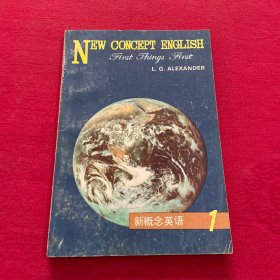 NEW CONCEPT ENGLISH
First Things First
L. G. ALEXANDER
新概念英语 1